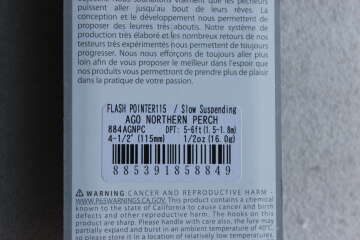 puissent aller jusqu'au bout de leurs rêves. La
conception et le développement nous permettent de
proposer des leurres très aboutis. Notre système de
production très élaboré et les nombreux retours de nos
testeurs très expérimentés nous permettent de toujours
progresser. Nous nous efforçons de toujours aller plus
loin afin de vous proposer le meilleur dans l'espoir que
nos produits vous permettront de prendre plus de plaisir
dans la pratique de votre passion.
FLASH POINTER115 / Slow Suspending
AGO NORTHERN PERCH
884AGNPC DPT: 5-6ft(1.5-1.8m)
4-1/2' (115mm) 1/2oz(16.0g)
885391858849
⚠ WARNING: CANCER AND REPRODUCTIVE HARM -
WWW.P65WARNINGS.CA.GOV. This product contains a chemical
known to the state of California to cause cancer and birth
defects and other reproductive harm. The hooks on this
product are sharp. Please handle with care. Also, the lure may
partially expand and burst in an ambient temperature of 40°C,
so please store it in a location of relatively low temperatures.